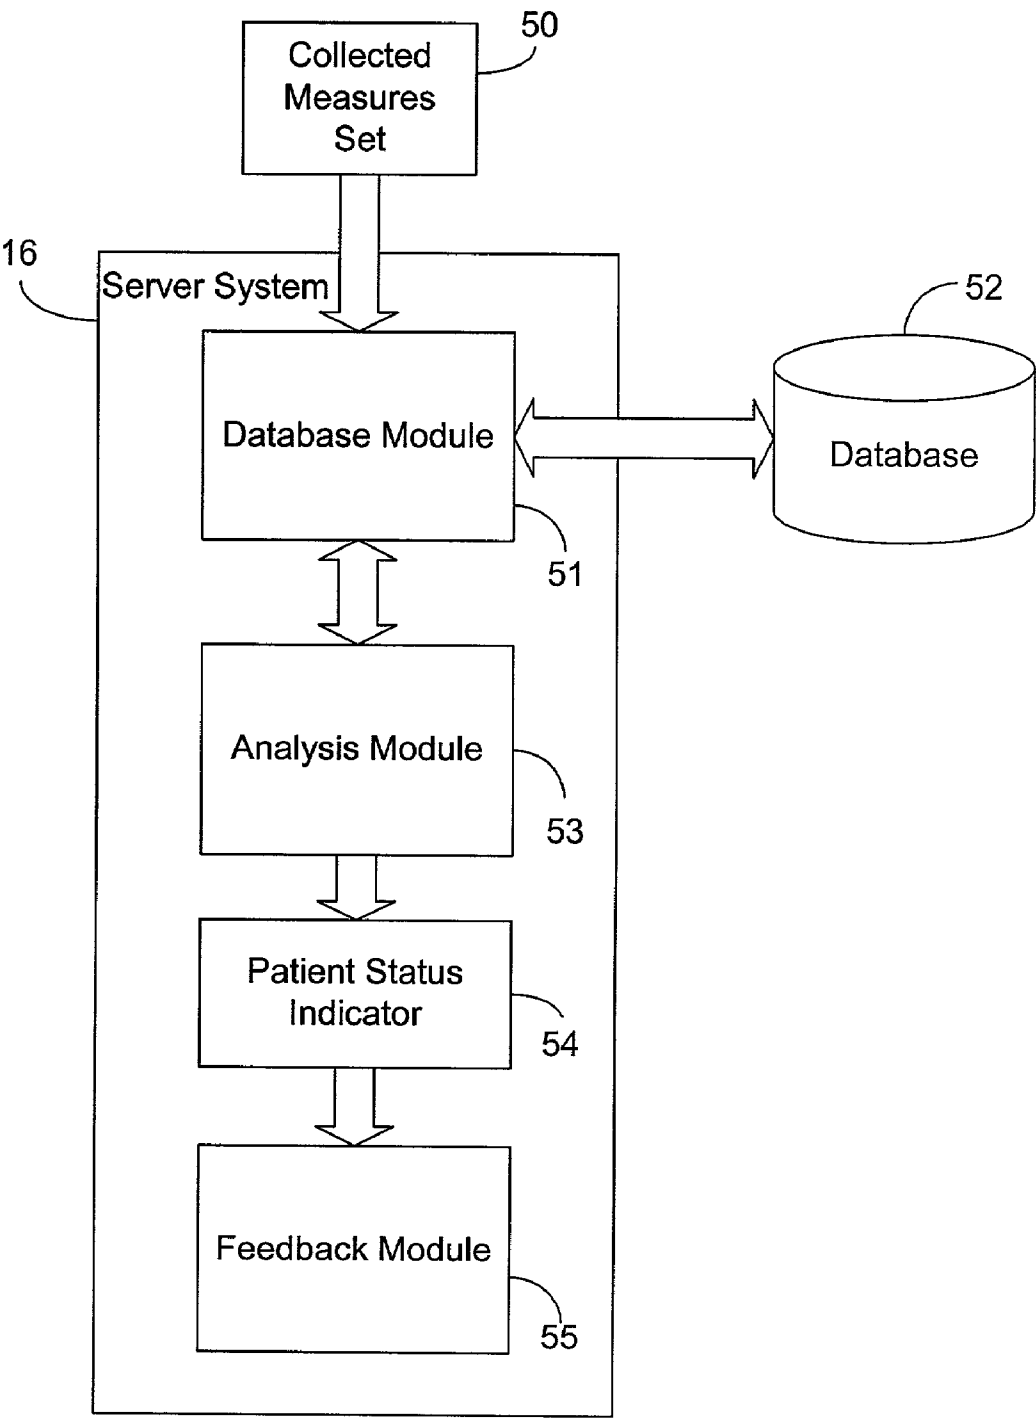 50
Collected
Measures
Set
16
Server System
52
Database Module
Database
51
Analysis Module
53
Patient Status
Indicator
54
Feedback Module
55